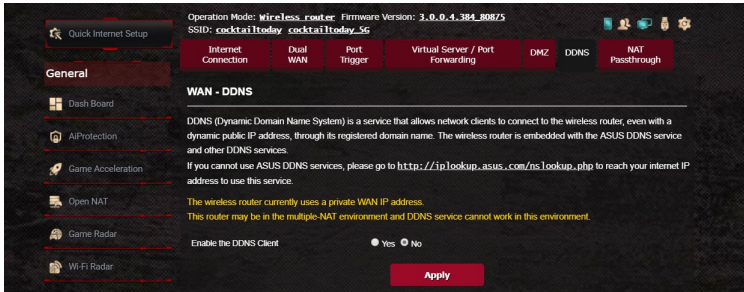 Quick Internet Setup
General
Dash Board
AiProtection
Game Acceleration
Open NAT
Game Radar
Wi-Fi Radar
Operation Mode: Wireless router Firmware Version: 3.0.0.4.384_80875
SSID: cocktailtoday cocktailtoday_5G
Internet Connection
Dual WAN
Port Trigger
Virtual Server / Port Forwarding
DMZ
DDNS
NAT Passthrough
WAN - DDNS
DDNS (Dynamic Domain Name System) is a service that allows network clients to connect to the wireless router, even with a
dynamic public IP address, through its registered domain name. The wireless router is embedded with the ASUS DDNS service
and other DDNS services.
If you cannot use ASUS DDNS services, please go to http://iplookup.asus.com/nslookup.php to reach your internet IP
address to use this service.
The wireless router currently uses a private WAN IP address.
This router may be in the multiple-NAT environment and DDNS service cannot work in this environment.
Enable the DDNS Client Yes No
Apply